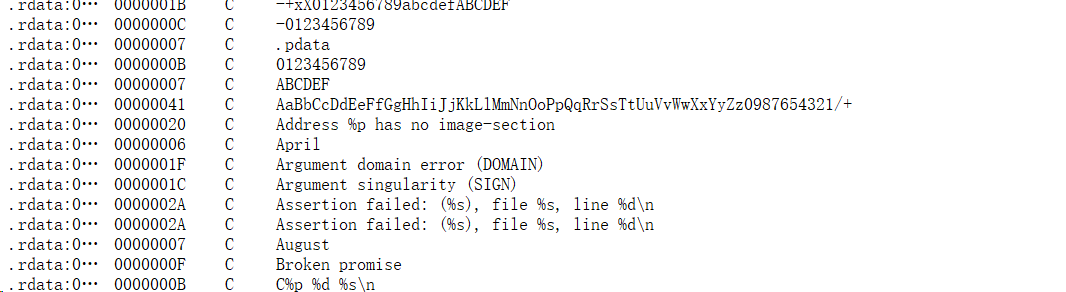 .rdata:0… 0000001B C -+xX0123456789abcdefABCDEF
.rdata:0… 0000000C C -0123456789
.rdata:0… 00000007 C .pdata
.rdata:0… 0000000B C 0123456789
.rdata:0… 00000007 C ABCDEF
.rdata:0… 00000041 C AaBbCcDdEeFfGgHhIiJjKkLlMmNnOoPpQqRrSsTtUuVvWwXxYyZz0987654321/+
.rdata:0… 00000020 C Address %p has no image-section
.rdata:0… 00000006 C April
.rdata:0… 0000001F C Argument domain error (DOMAIN)
.rdata:0… 0000001C C Argument singularity (SIGN)
.rdata:0… 0000002A C Assertion failed: (%s), file %s, line %d\n
.rdata:0… 0000002A C Assertion failed: (%s), file %s, line %d\n
.rdata:0… 00000007 C August
.rdata:0… 0000000F C Broken promise
.rdata:0… 0000000B C C%p %d %s\n